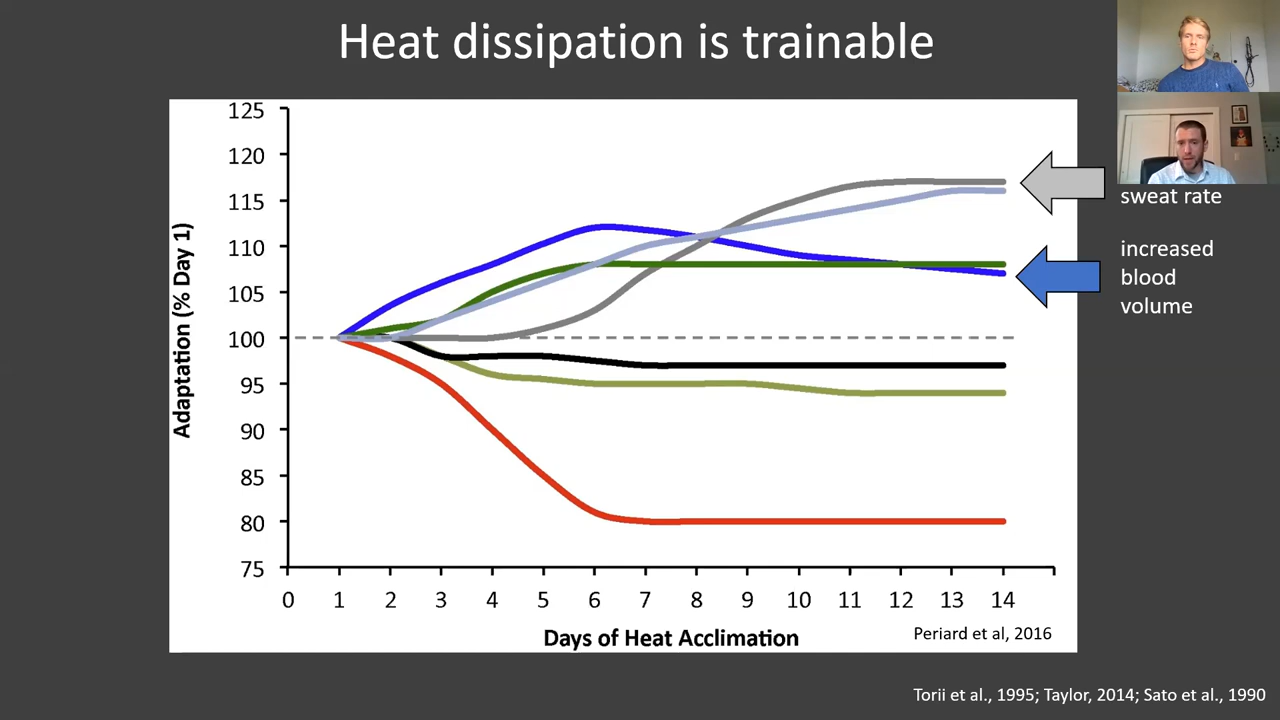 Heat dissipation is trainable
125
120
115
110
105
100
95
90
85
80
75
Adaptation (% Day 1)
0 1 2 3 4 5 6 7 8 9 10 11 12 13 14
Days of Heat Acclimation
Periard et al, 2016
sweat rate
increased
blood
volume
Torii et al., 1995; Taylor, 2014; Sato et al., 1990